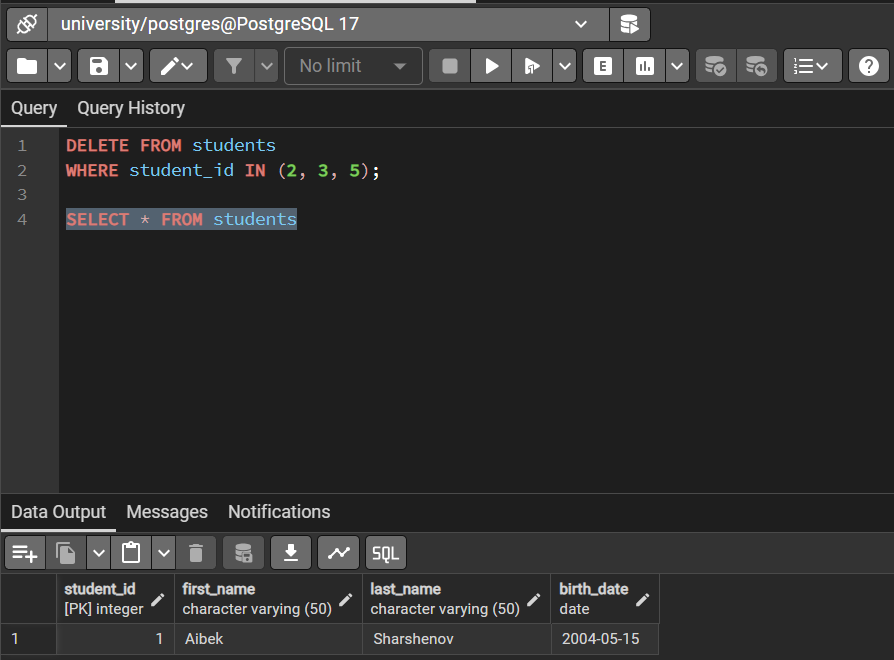 university/postgres@PostgreSQL 17
No limit
E
Query Query History
1 DELETE FROM students
2 WHERE student_id IN (2, 3, 5);
3
4 SELECT * FROM students
Data Output Messages Notifications
SQL
student_id first_name last_name birth_date
[PK] integer character varying (50) character varying (50) date
1 1 Aibek Sharshenov 2004-05-15